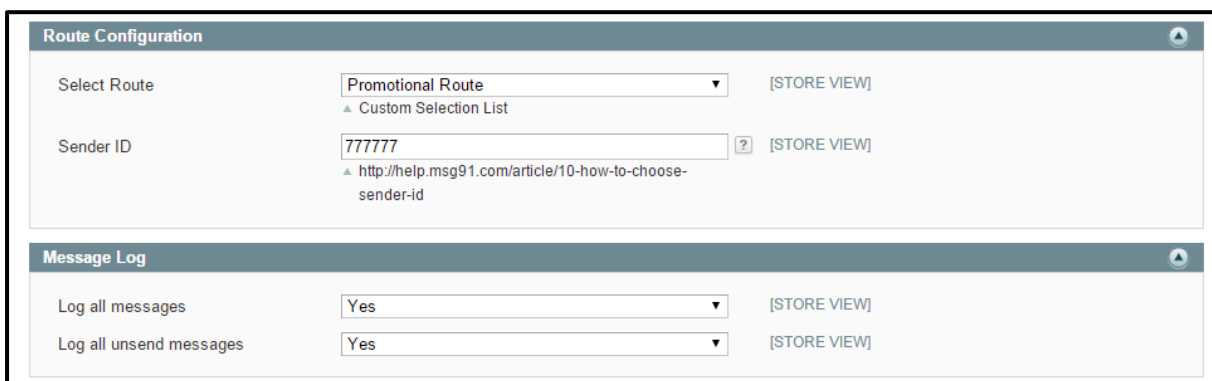 Route Configuration
Select Route Promotional Route [STORE VIEW]
Custom Selection List
Sender ID 777777 ? [STORE VIEW]
http://help.msg91.com/article/10-how-to-choose-
sender-id
Message Log
Log all messages Yes [STORE VIEW]
Log all unsend messages Yes [STORE VIEW]